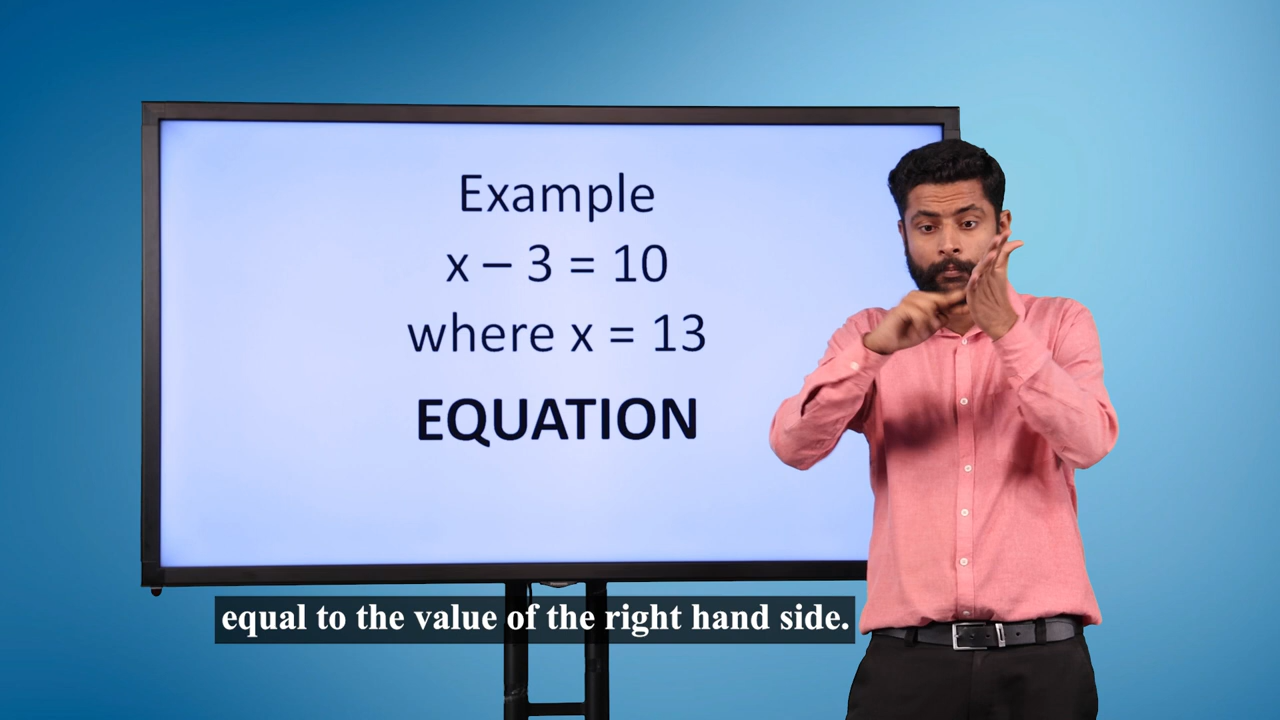 Example
x – 3 = 10
where x = 13
EQUATION
equal to the value of the right hand side.